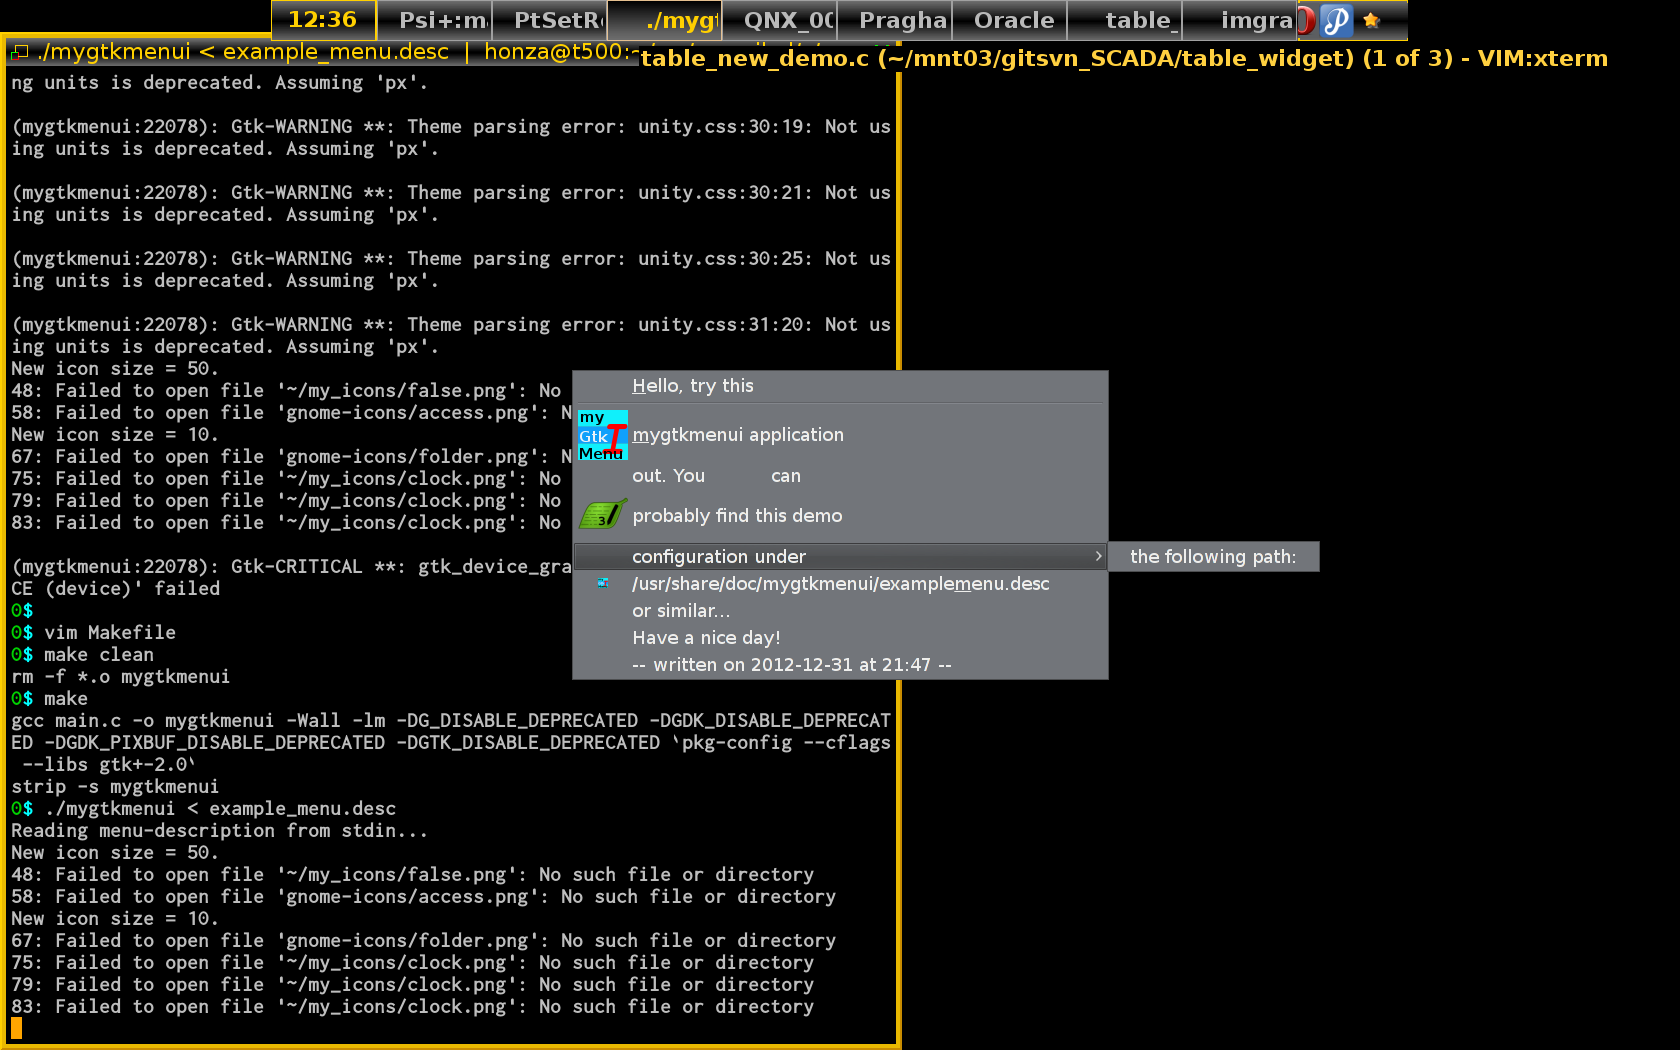 12:36
Psi+:m
PtSetR
./myg
QNX_00
Pragha
Oracle
table_
imgra
./mygtkmenui < example_menu.desc | honza@t500:
table_new_demo.c (~/mnt03/gitsvn_SCADA/table_widget) (1 of 3) - VIM:xterm
ng units is deprecated. Assuming 'px'.
(mygtkmenui:22078): Gtk-WARNING **: Theme parsing error: unity.css:30:19: Not us
ing units is deprecated. Assuming 'px'.
(mygtkmenui:22078): Gtk-WARNING **: Theme parsing error: unity.css:30:21: Not us
ing units is deprecated. Assuming 'px'.
(mygtkmenui:22078): Gtk-WARNING **: Theme parsing error: unity.css:30:25: Not us
ing units is deprecated. Assuming 'px'.
(mygtkmenui:22078): Gtk-WARNING **: Theme parsing error: unity.css:31:20: Not us
ing units is deprecated. Assuming 'px'.
New icon size = 50.
48: Failed to open file '~/my_icons/false.png': No
58: Failed to open file 'gnome-icons/access.png': N
New icon size = 10.
67: Failed to open file 'gnome-icons/folder.png': N
75: Failed to open file '~/my_icons/clock.png': No
79: Failed to open file '~/my_icons/clock.png': No
83: Failed to open file '~/my_icons/clock.png': No
(mygtkmenui:22078): Gtk-CRITICAL **: gtk_device_gra
CE (device)' failed
0$
0$ vim Makefile
0$ make clean
rm -f *.o mygtkmenui
0$ make
gcc main.c -o mygtkmenui -Wall -lm -DG_DISABLE_DEPRECATED -DGDK_DISABLE_DEPRECAT
ED -DGDK_PIXBUF_DISABLE_DEPRECATED -DGTK_DISABLE_DEPRECATED `pkg-config --cflags
--libs gtk+-2.0`
strip -s mygtkmenui
0$ ./mygtkmenui < example_menu.desc
Reading menu-description from stdin...
New icon size = 50.
48: Failed to open file '~/my_icons/false.png': No such file or directory
58: Failed to open file 'gnome-icons/access.png': No such file or directory
New icon size = 10.
67: Failed to open file 'gnome-icons/folder.png': No such file or directory
75: Failed to open file '~/my_icons/clock.png': No such file or directory
79: Failed to open file '~/my_icons/clock.png': No such file or directory
83: Failed to open file '~/my_icons/clock.png': No such file or directory
Hello, try this
my
Gtk
Menu
I
mygtkmenui application
out. You can
3
probably find this demo
configuration under
the following path:
/usr/share/doc/mygtkmenui/examplemenu.desc
or similar...
Have a nice day!
-- written on 2012-12-31 at 21:47 --